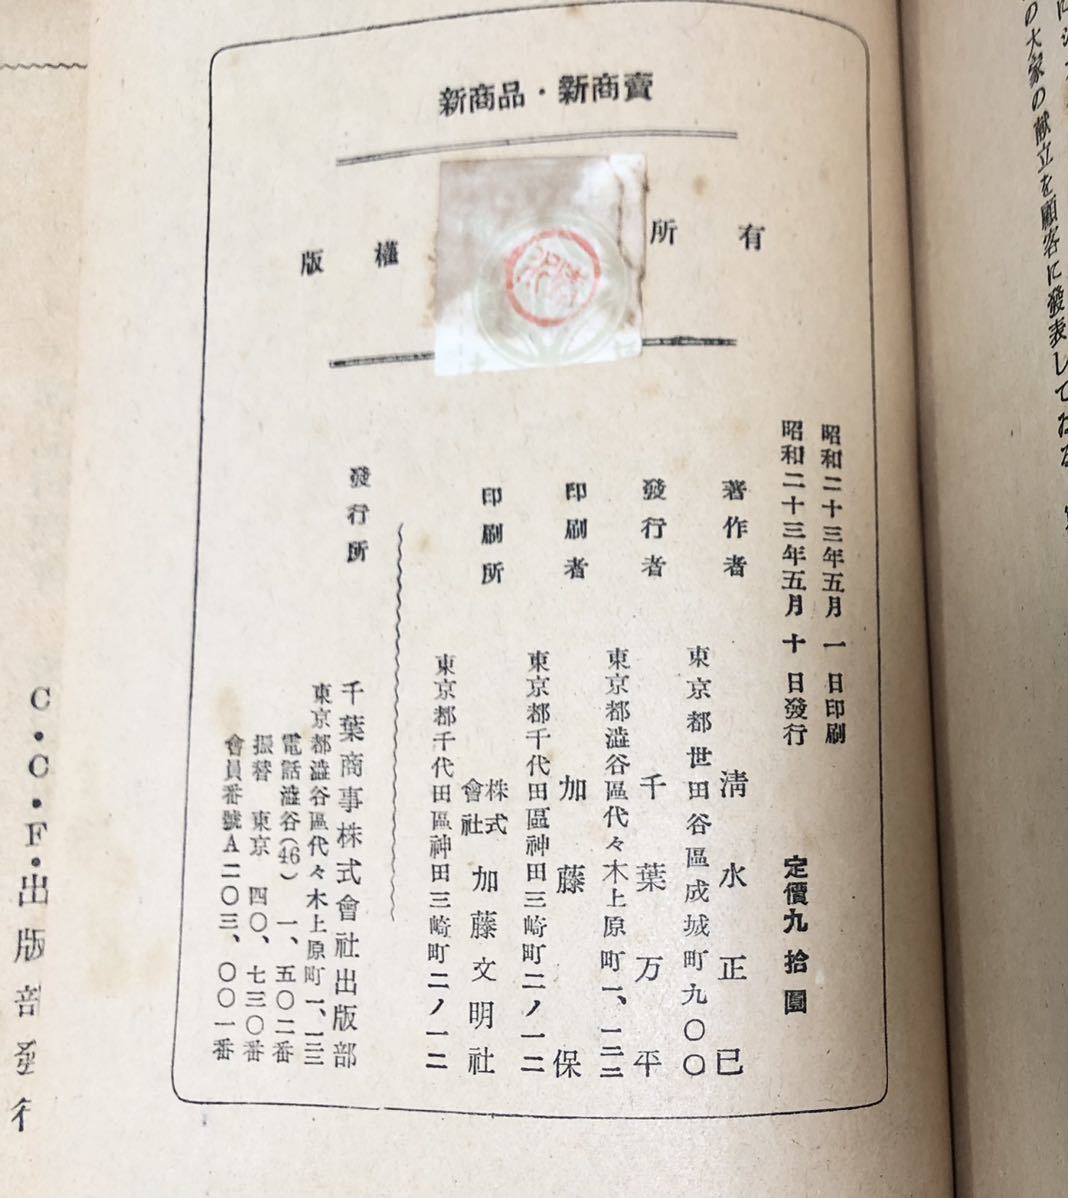 新商品・新商賣
版權所有
昭和二十三年五月一日印刷
昭和二十三年五月十日發行
定價九拾圓
著作者
清水正巳
東京都世田谷區成城町九〇〇
發行者
千葉万平
東京都澁谷區代々木上原町一、一二二
印刷者
加藤保
東京都千代田區神田三崎町二ノ一二
印刷所
株式會社 加藤文明社
東京都千代田區神田三崎町二ノ一二
發行所
千葉商事株式會社出版部
東京都澁谷區代々木上原町一、一二二
電話澁谷(46)一、五〇二番
振替 東京 四〇、七三〇番
會員番號A二〇三、〇〇一番
の大家の献立を顧客に發表してゐる
C・C・F・出版部發行